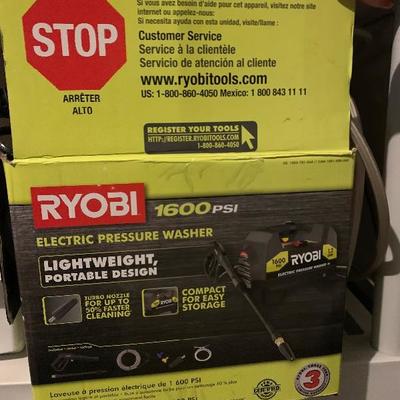 Si vous avez besoin d'aide pour cet appareil, visitez notre site
internet ou appelez-nous:
Si necesita ayuda con esta unidad, visite/llame:
STOP
ARRÊTER
ALTO
Customer Service
Service à la clientèle
Servicio de atención al cliente
www.ryobitools.com
US: 1-800-860-4050 Mexico: 1 800 843 11 11
REGISTER YOUR TOOLS
HTTP://REGISTER.RYOBITOOLS.COM
1-800-860-4050
RYOBI 1600 PSI
ELECTRIC PRESSURE WASHER
LIGHTWEIGHT,
PORTABLE DESIGN
TURBO NOZZLE
FOR UP TO
50% FASTER
CLEANING
COMPACT
FOR EASY
STORAGE
1600
RYOBI
ELECTRIC PRESSURE WASHER
3
Laveuse à pression électrique de 1 600 PSI